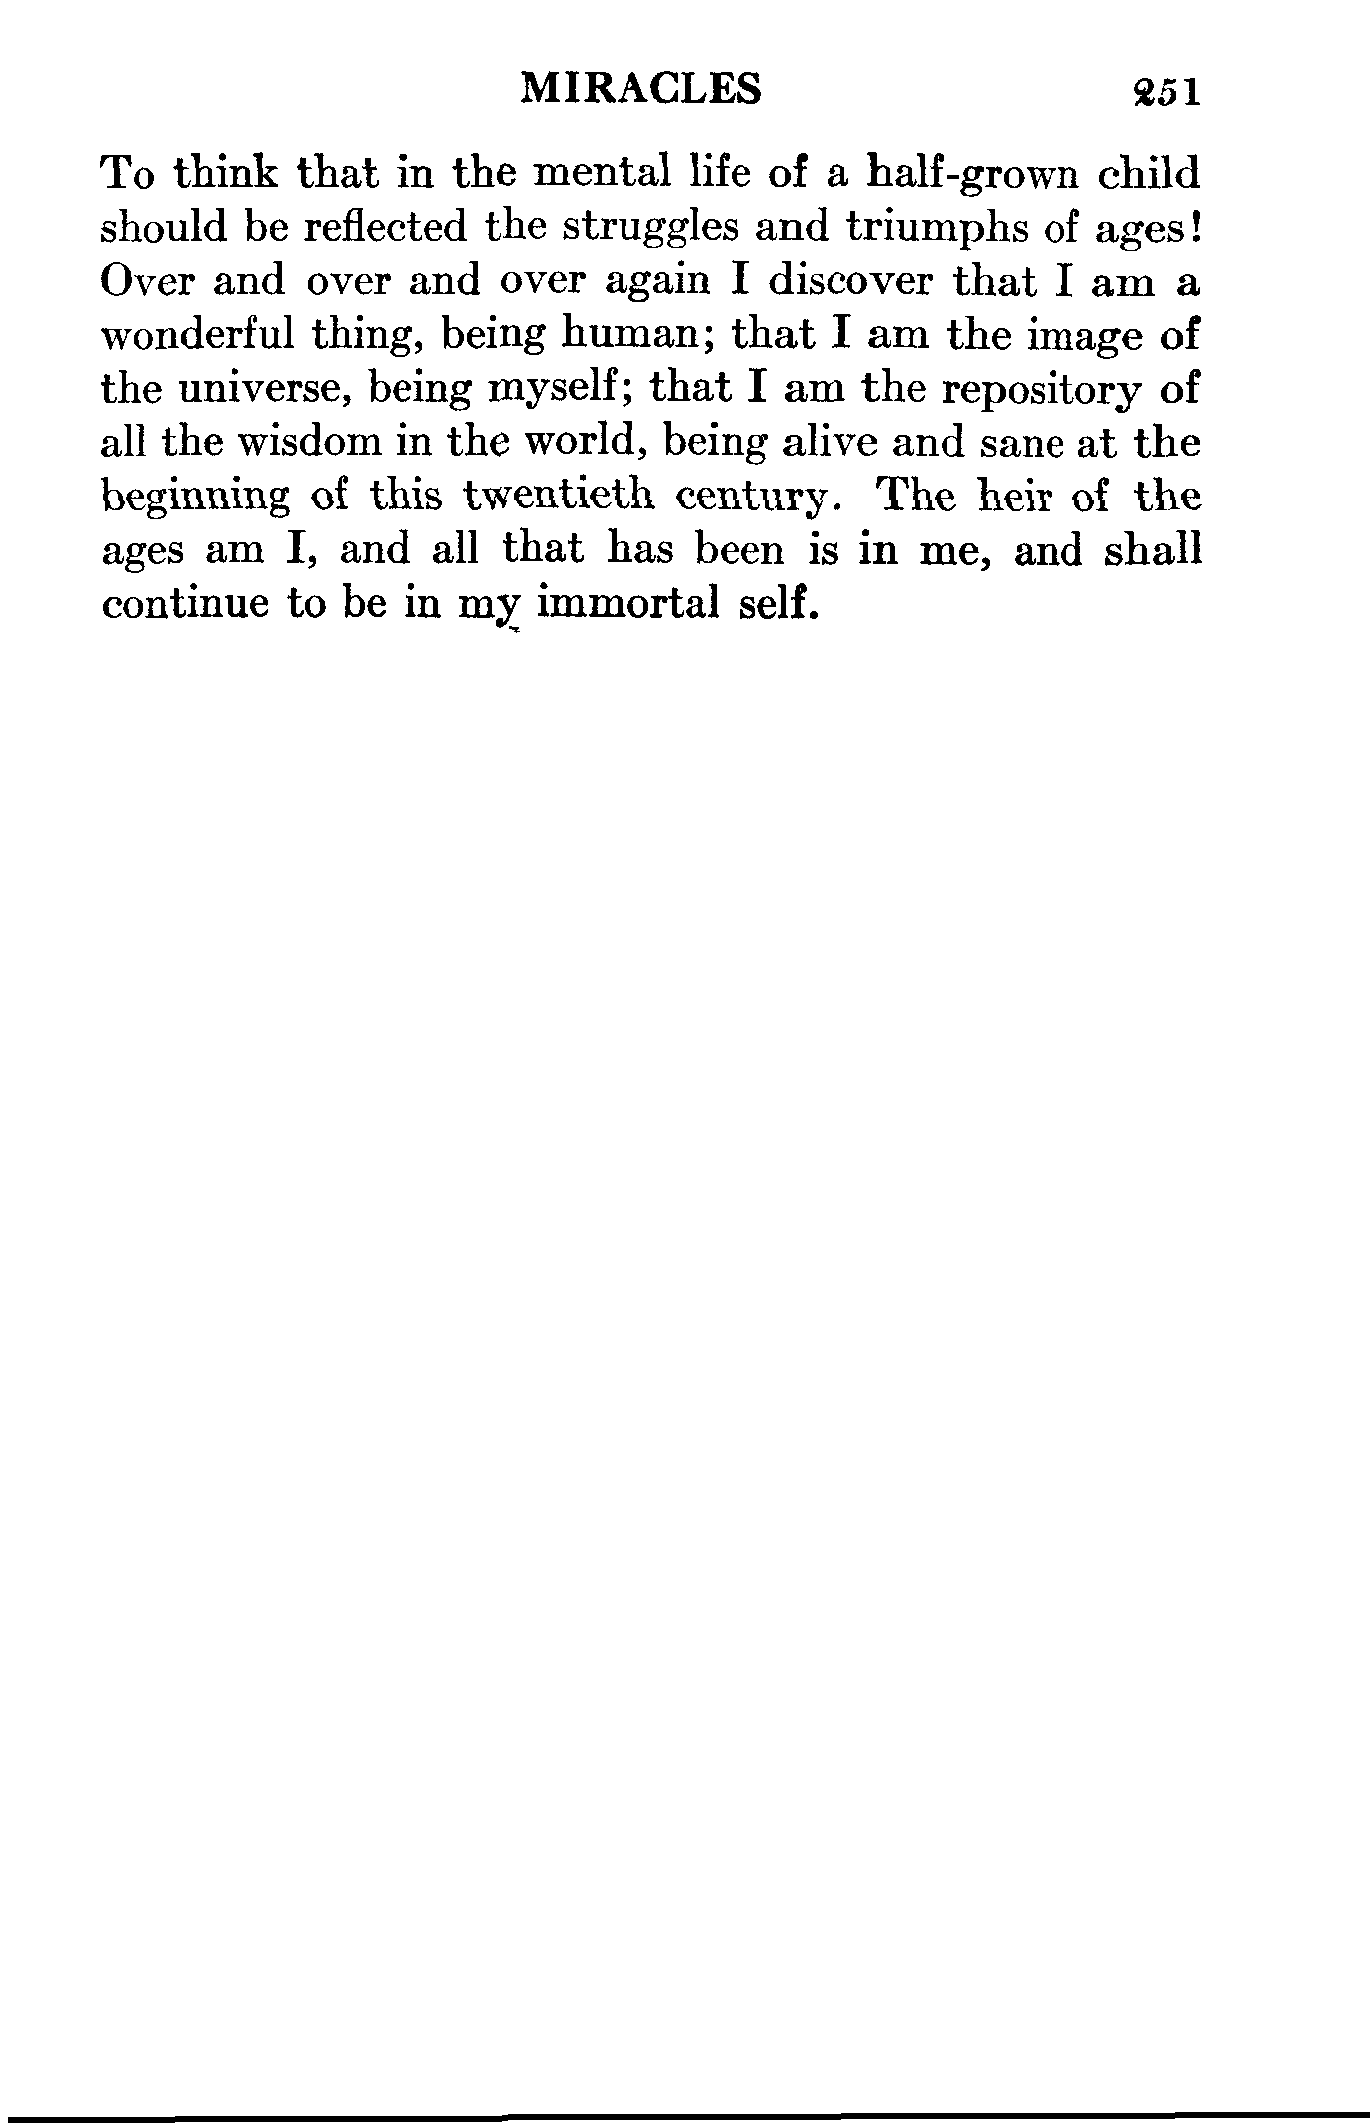 MIRACLES 251
To think that in the mental life of a half-grown child
should be reflected the struggles and triumphs of ages!
Over and over and over again I discover that I am a
wonderful thing, being human; that I am the image of
the universe, being myself; that I am the repository of
all the wisdom in the world, being alive and sane at the
beginning of this twentieth century. The heir of the
ages am I, and all that has been is in me, and shall
continue to be in my immortal self.